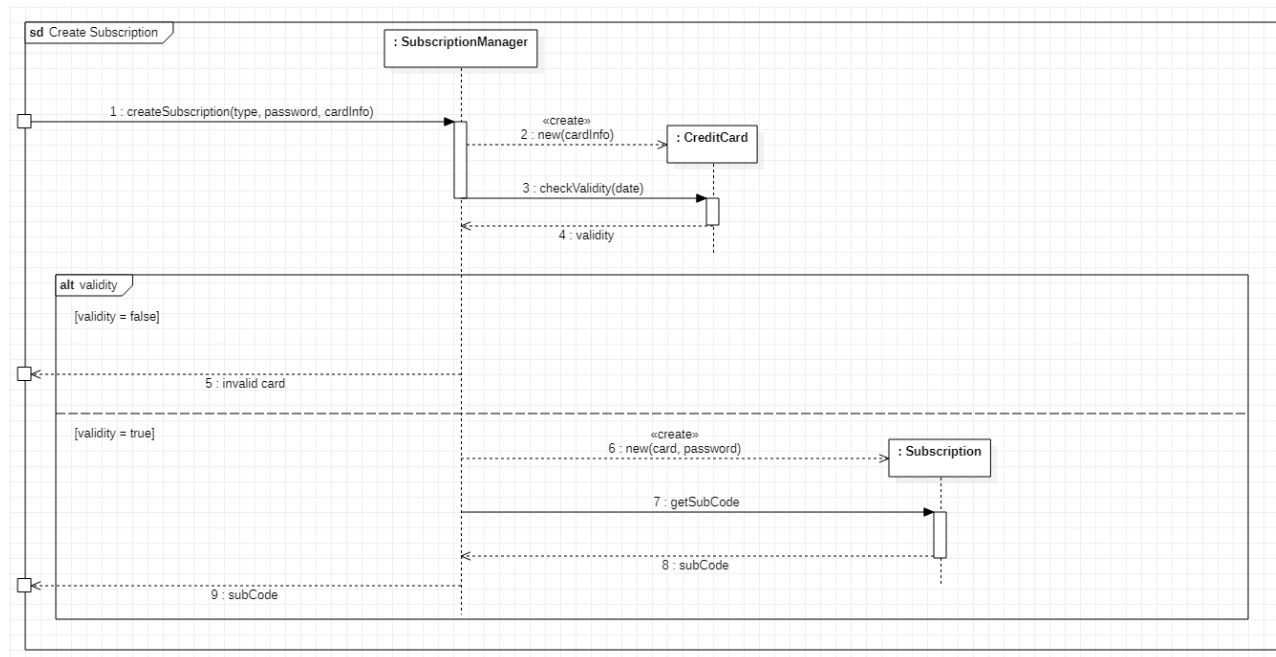 sd Create Subscription
: SubscriptionManager
1 : createSubscription(type, password, cardInfo)
«create»
2 : new(cardInfo)
: CreditCard
3 : checkValidity(date)
4 : validity
alt validity
[validity = false]
5 : invalid card
[validity = true]
«create»
6 : new(card, password)
: Subscription
7 : getSubCode
8 : subCode
9 : subCode